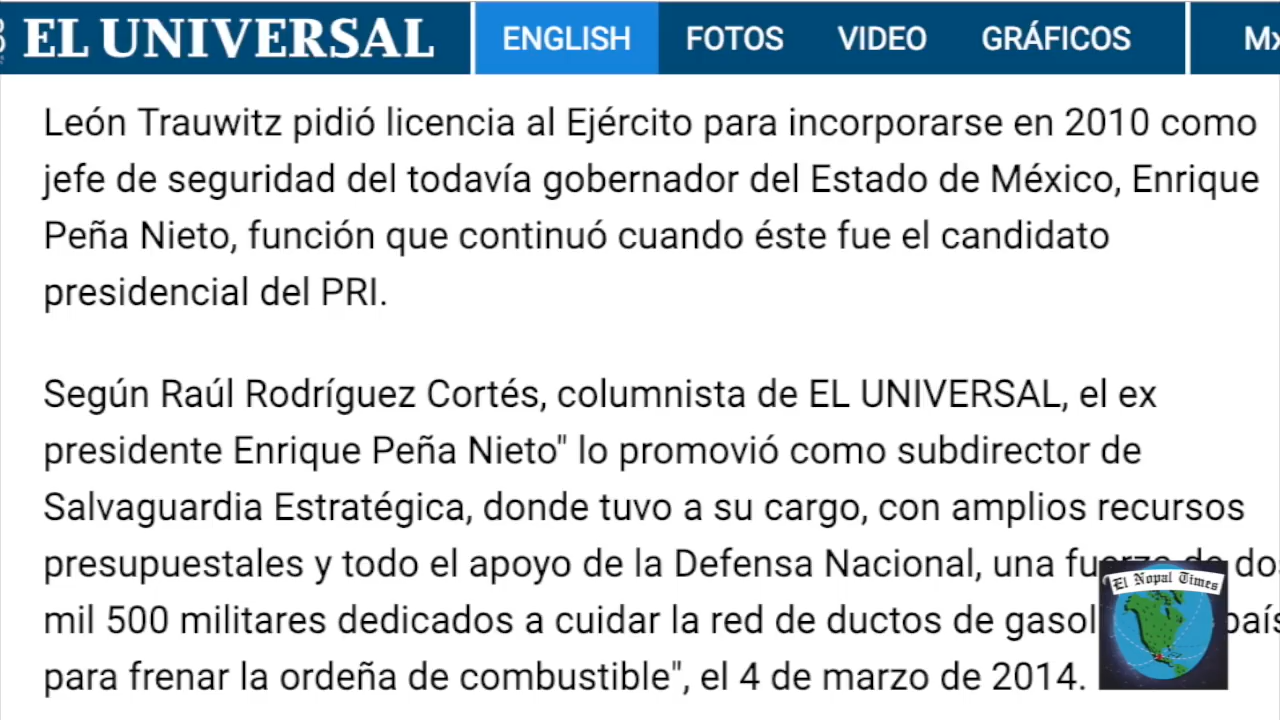 EL UNIVERSAL ENGLISH FOTOS VIDEO GRÁFICOS
León Trauwitz pidió licencia al Ejército para incorporarse en 2010 como
jefe de seguridad del todavía gobernador del Estado de México, Enrique
Peña Nieto, función que continuó cuando éste fue el candidato
presidencial del PRI.
Según Raúl Rodríguez Cortés, columnista de EL UNIVERSAL, el ex
presidente Enrique Peña Nieto" lo promovió como subdirector de
Salvaguardia Estratégica, donde tuvo a su cargo, con amplios recursos
presupuestales y todo el apoyo de la Defensa Nacional, una fuerza de dos
mil 500 militares dedicados a cuidar la red de ductos de país
para frenar la ordeña de combustible", el 4 de marzo de 2014.
El Nopal Times